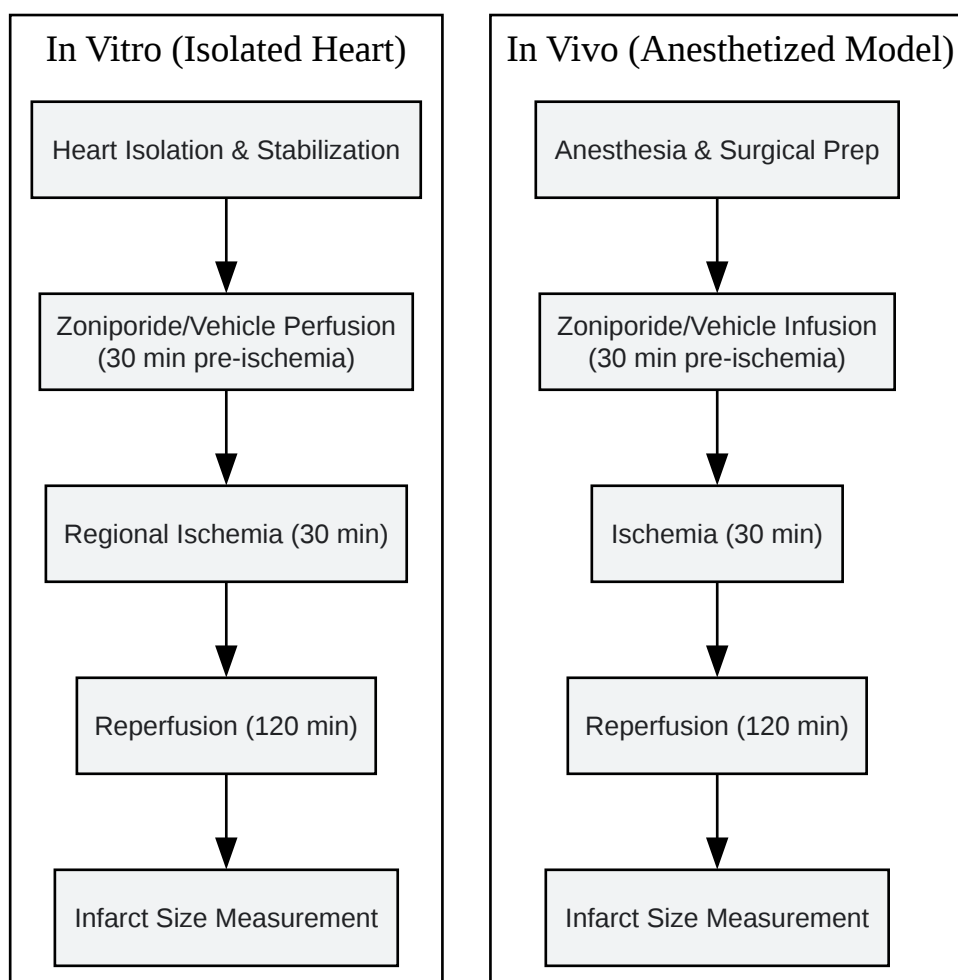 In Vitro (Isolated Heart)
Heart Isolation & Stabilization
Zoniporide/Vehicle Perfusion
(30 min pre-ischemia)
Regional Ischemia (30 min)
Reperfusion (120 min)
Infarct Size Measurement
In Vivo (Anesthetized Model)
Anesthesia & Surgical Prep
Zoniporide/Vehicle Infusion
(30 min pre-ischemia)
Ischemia (30 min)
Reperfusion (120 min)
Infarct Size Measurement